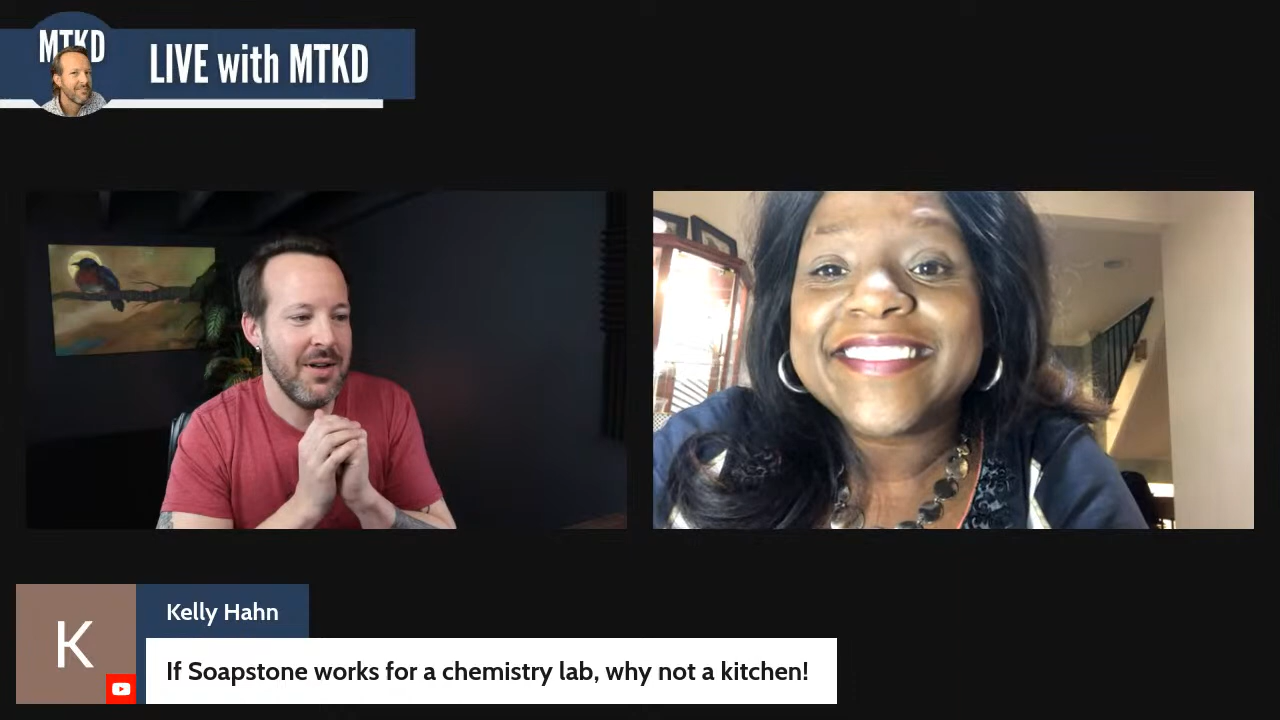 MTKD
LIVE with MTKD
K
Kelly Hahn
If Soapstone works for a chemistry lab, why not a kitchen!